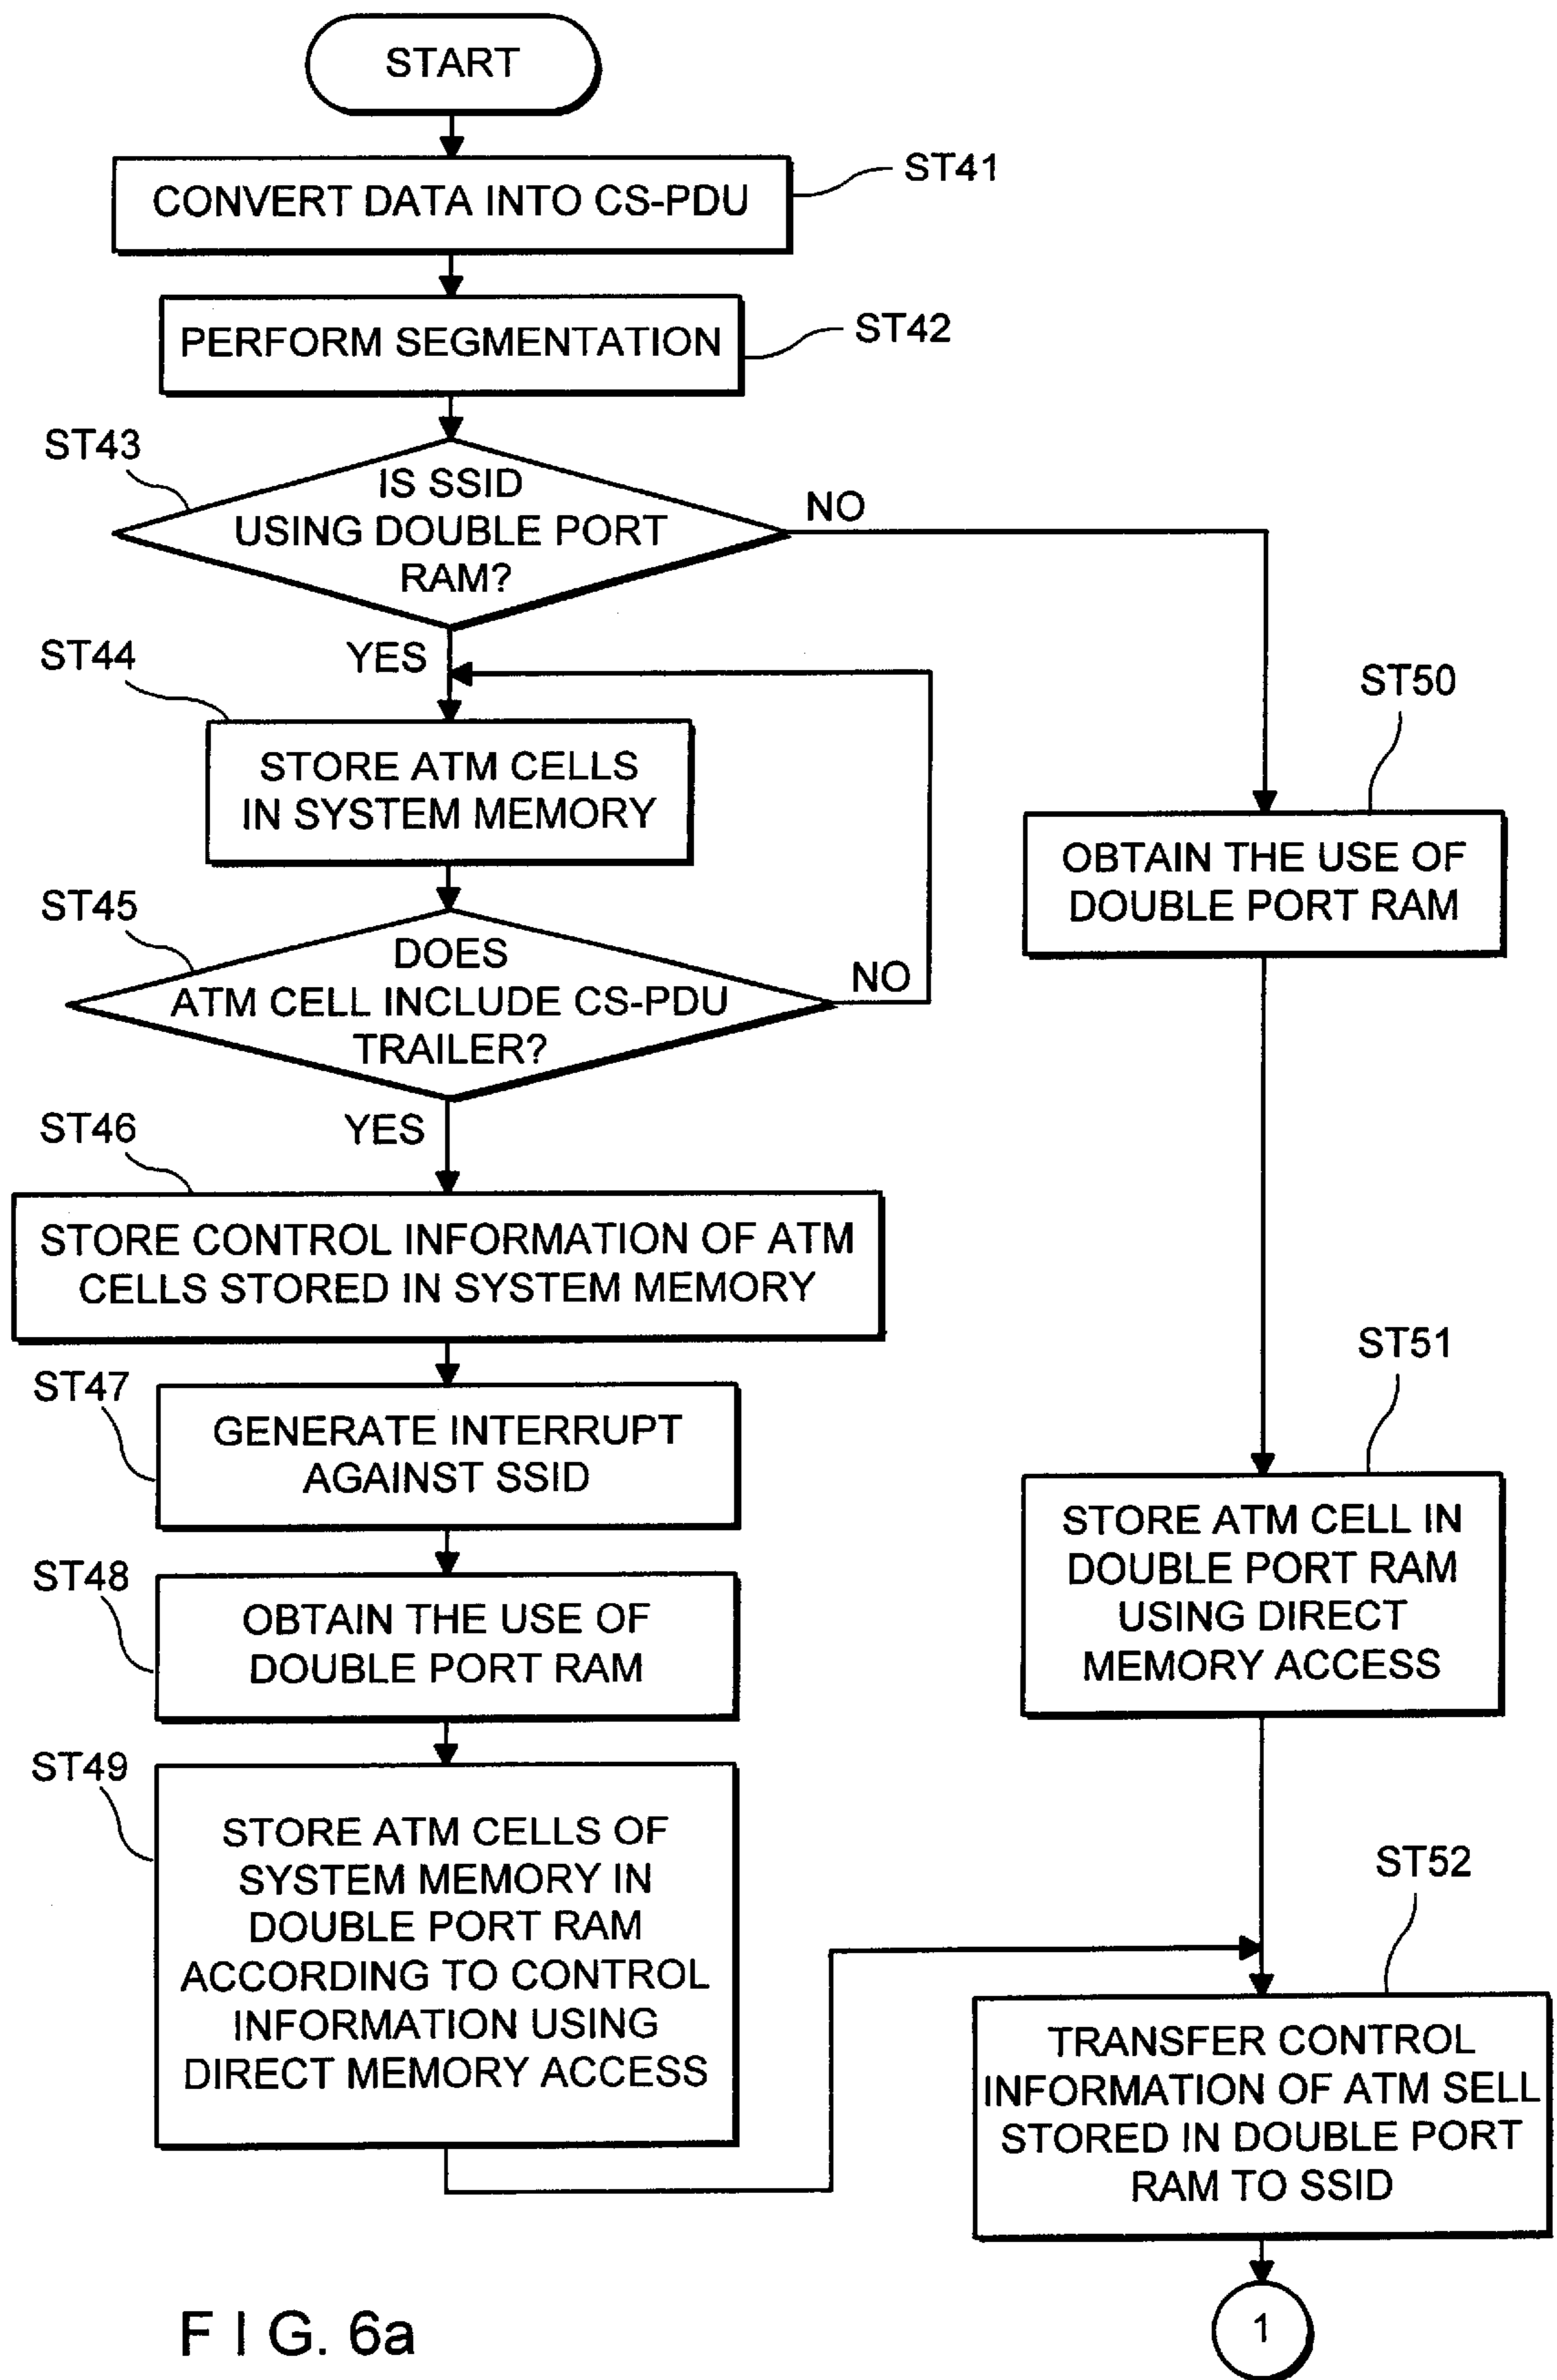 START
CONVERT DATA INTO CS-PDU
ST41
PERFORM SEGMENTATION
ST42
ST43
IS SSID
USING DOUBLE PORT
RAM?
NO
YES
ST44
STORE ATM CELLS
IN SYSTEM MEMORY
ST45
DOES
ATM CELL INCLUDE CS-PDU
TRAILER?
NO
YES
ST46
STORE CONTROL INFORMATION OF ATM
CELLS STORED IN SYSTEM MEMORY
ST47
GENERATE INTERRUPT
AGAINST SSID
ST48
OBTAIN THE USE OF
DOUBLE PORT RAM
ST49
STORE ATM CELLS OF
SYSTEM MEMORY IN
DOUBLE PORT RAM
ACCORDING TO CONTROL
INFORMATION USING
DIRECT MEMORY ACCESS
ST50
OBTAIN THE USE OF
DOUBLE PORT RAM
ST51
STORE ATM CELL IN
DOUBLE PORT RAM
USING DIRECT
MEMORY ACCESS
ST52
TRANSFER CONTROL
INFORMATION OF ATM SELL
STORED IN DOUBLE PORT
RAM TO SSID
1
F I G. 6a